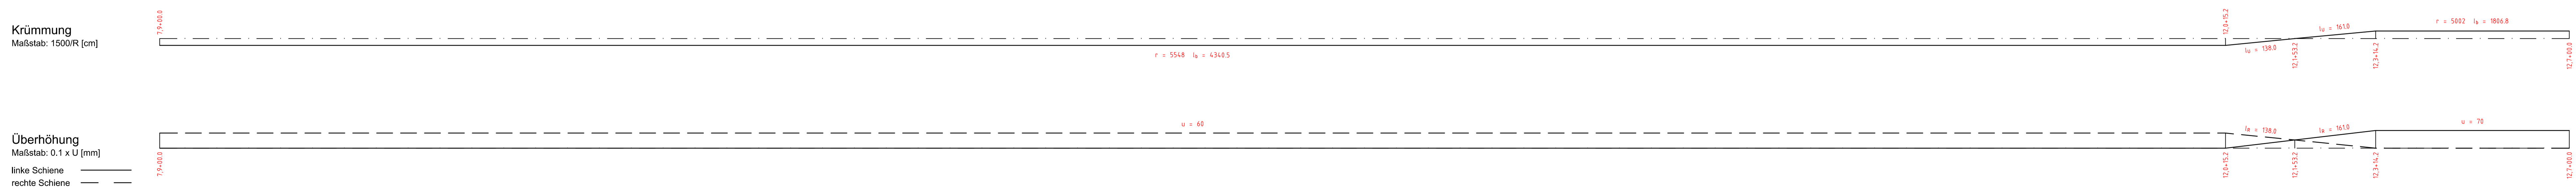 Krümmung
Maßstab: 1500/R [cm]
7,9+00.0
r = 5548 lb = 4340.5
12,0+15.2
lu = 138.0
12,1+53.2
lu = 161.0
12,3+14.2
r = 5002 lb = 1806.8
12,7+00.0
Überhöhung
Maßstab: 0.1 x U [mm]
linke Schiene
rechte Schiene
7,9+00.0
u = 60
12,0+15.2
lR = 138.0
12,1+53.2
lR = 161.0
12,3+14.2
u = 70
12,7+00.0